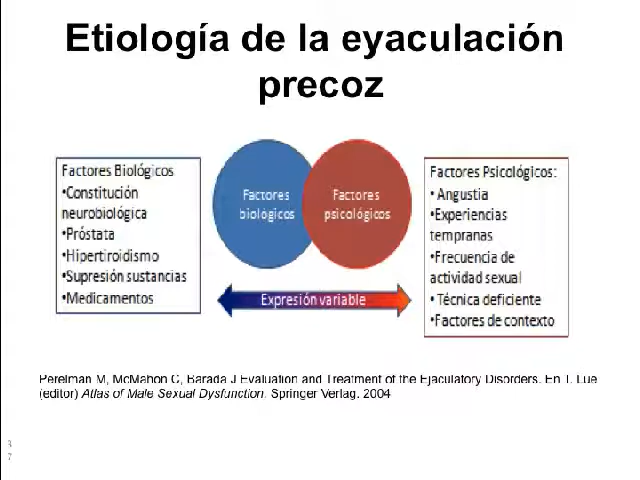 Etiología de la eyaculación
precoz
Factores Biológicos
•Constitución
neurobiológica
•Próstata
•Hipertiroidismo
•Supresión sustancias
•Medicamentos
Factores
biológicos
Factores
psicológicos
Expresión variable
Factores Psicológicos:
• Angustia
•Experiencias
tempranas
•Frecuencia de
actividad sexual
• Técnica deficiente
•Factores de contexto
Perelman M, McMahon C, Barada J Evaluation and Treatment of the Ejaculatory Disorders. En T. Lue
(editor) Atlas of Male Sexual Dysfunction. Springer Verlag. 2004
3
7